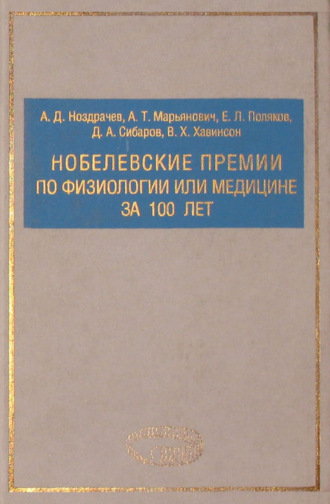 А. Д. Ноздрачев, А. Т. Марьянович, Е. Л. Поляков,
Д. А. Сибаров, В. Х. Хавинсон
НОБЕЛЕВСКИЕ ПРЕМИИ
ПО ФИЗИОЛОГИИ ИЛИ МЕДИЦИНЕ
ЗА 100 ЛЕТ